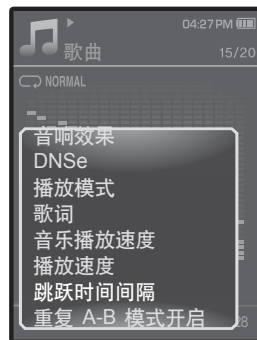 04:27 PM
歌曲
15/20
NORMAL
音响效果
DNSe
播放模式
歌词
音乐播放速度
播放速度
跳跃时间间隔
重复 A-B 模式开启
28